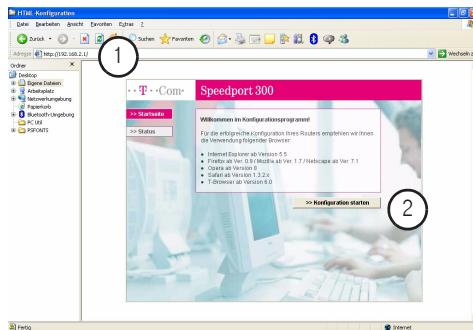 HTML-Konfiguration
Datei Bearbeiten Ansicht Favoriten Extras ?
Zurück Suchen Favoriten
Adresse http://192.168.2.1/ Wechseln z
1
Ordner
Desktop
Eigene Dateien
Arbeitsplatz
Netzwerkumgebung
Papierkorb
Bluetooth-Umgebung
PC Util
PSFONTS
T Com
Speedport 300
>> Startseite
>> Status
Willkommen im Konfigurationsprogramm!
Für die erfolgreiche Konfiguration Ihres Routers empfehlen wir Ihnen
die Verwendung folgender Browser:
Internet Explorer ab Version 5.5
Firefox ab Ver. 0.9 / Mozilla ab Ver. 1.7 / Netscape ab Ver. 7.1
Opera ab Version 8
Safari ab Version 1.3.2.x
T-Browser ab Version 6.0
>> Konfiguration starten
2
Fertig
Internet